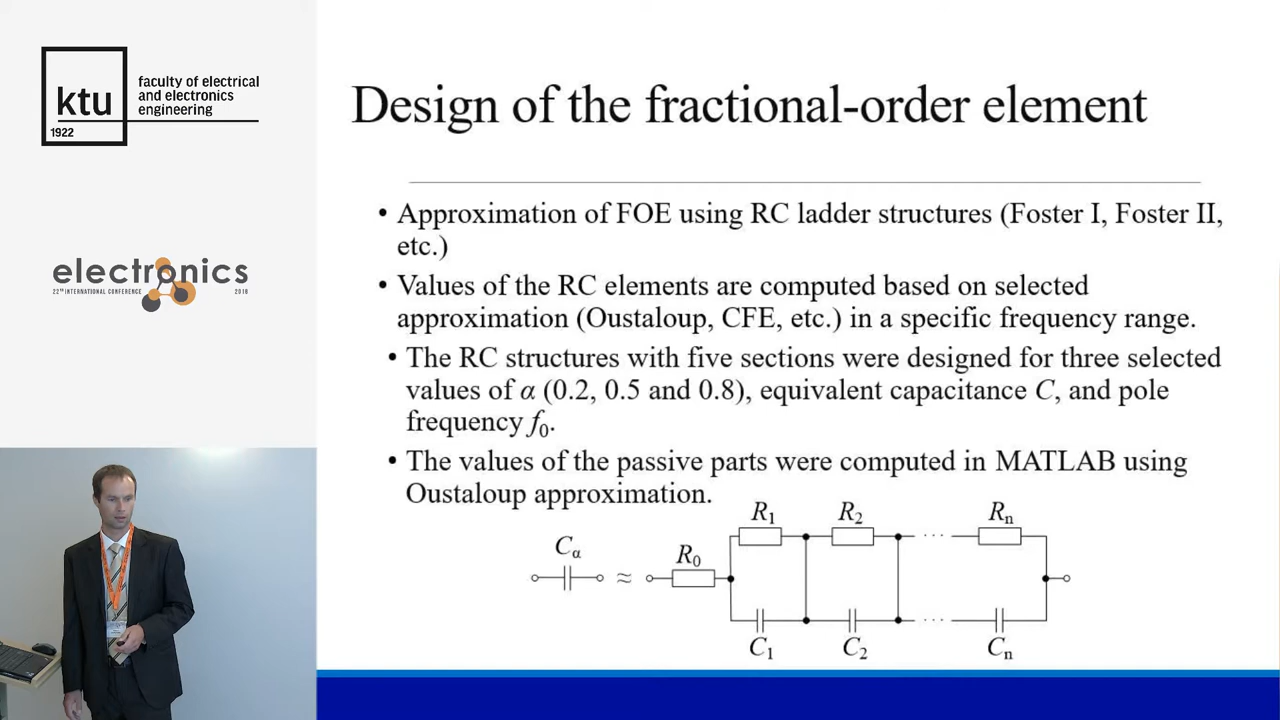 ktu
1922
faculty of electrical
and electronics
engineering
electronics
22ND INTERNATIONAL CONFERENCE 2018
Design of the fractional-order element
• Approximation of FOE using RC ladder structures (Foster I, Foster II,
etc.)
• Values of the RC elements are computed based on selected
approximation (Oustaloup, CFE, etc.) in a specific frequency range.
• The RC structures with five sections were designed for three selected
values of α (0.2, 0.5 and 0.8), equivalent capacitance C, and pole
frequency f₀.
• The values of the passive parts were computed in MATLAB using
Oustaloup approximation.
R₁ R₂ Rₙ
Cα ≈ R₀
... 
...
C₁ C₂ Cₙ